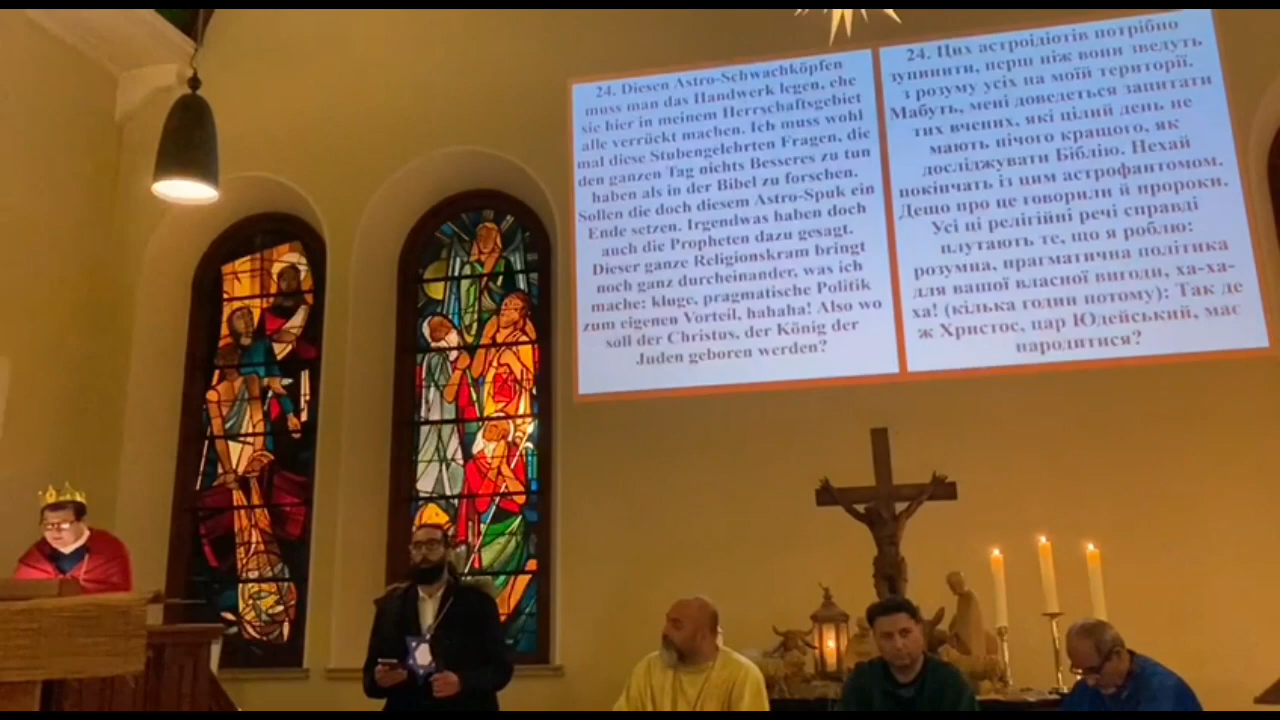 24. Diesen Astro-Schwachköpfen
muss man das Handwerk legen, ehe
sie hier in meinem Herrschaftsgebiet
alle verrückt machen. Ich muss wohl
mal diese Stubengelehrten Fragen, die
den ganzen Tag nichts Besseres zu tun
haben als in der Bibel zu forschen.
Sollen die doch diesem Astro-Spuk ein
Ende setzen. Irgendwas haben doch
auch die Propheten dazu gesagt.
Dieser ganze Religionskram bringt
noch ganz durcheinander, was ich
mache: kluge, pragmatische Politik
zum eigenen Vorteil, hahaha! Also wo
soll der Christus, der König der
Juden geboren werden?
24. Цих астроідіотів потрібно
зупинити, перш ніж вони зведуть
з розуму усіх на моїй території.
Мабуть, мені доведеться запитати
тих вчених, які цілий день не
мають нічого кращого, як
досліджувати Біблію. Нехай
покінчать із цим астрофантомом.
Дещо про це говорили й пророки.
Усі ці релігійні речі справді
плутають те, що я роблю:
розумна, прагматична політика
для вашої власної вигоди, ха-ха-
ха! (кілька годин потому): Так де
ж Христос, цар Юдейський, має
народитися?